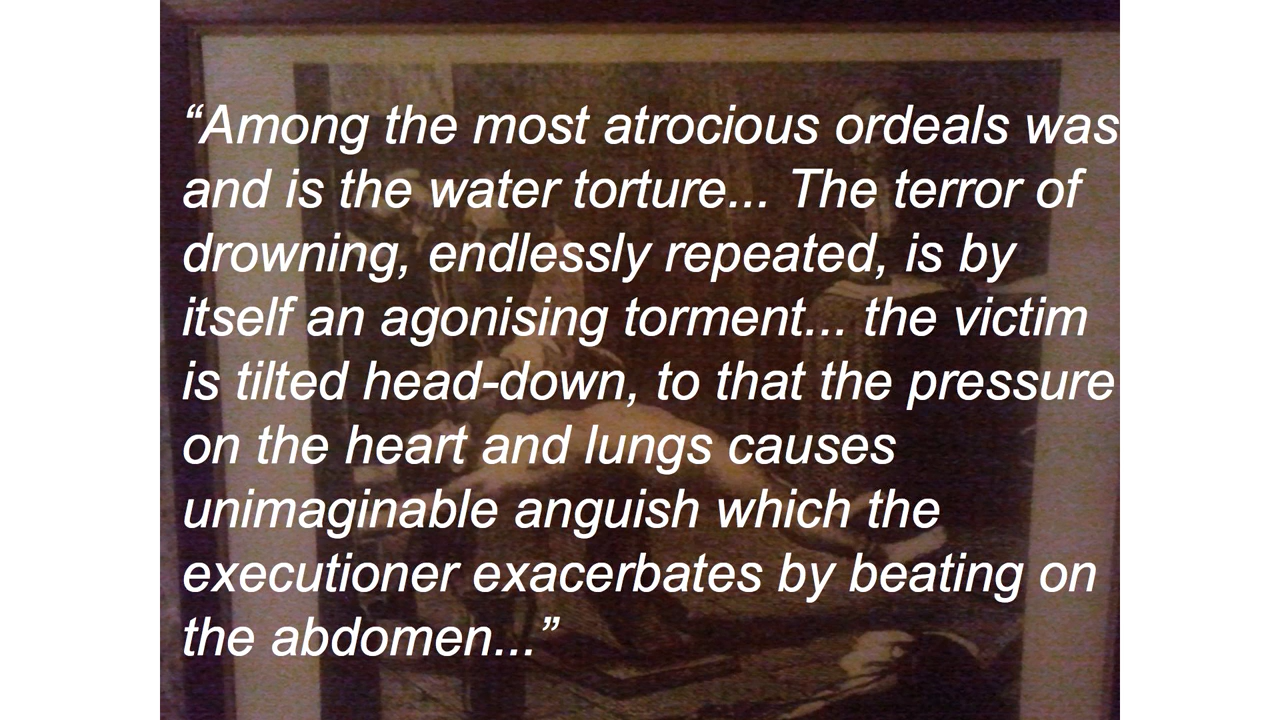 “Among the most atrocious ordeals was
and is the water torture... The terror of
drowning, endlessly repeated, is by
itself an agonising torment... the victim
is tilted head-down, to that the pressure
on the heart and lungs causes
unimaginable anguish which the
executioner exacerbates by beating on
the abdomen...”